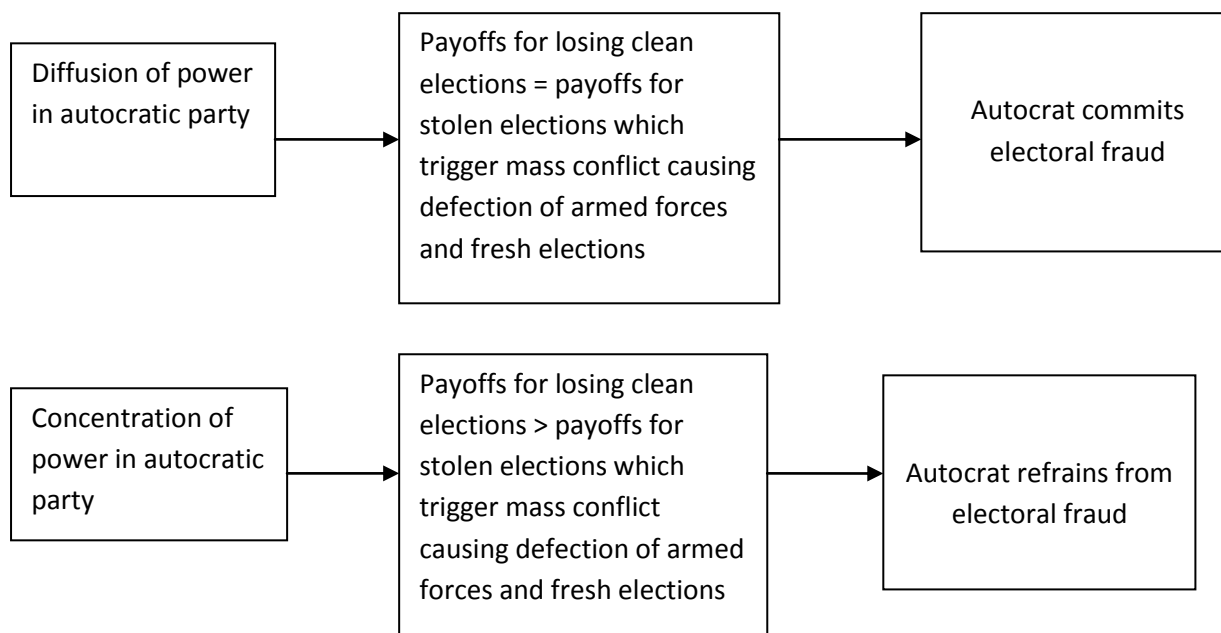 Diffusion of power
in autocratic party
Payoffs for losing clean
elections = payoffs for
stolen elections which
trigger mass conflict causing
defection of armed forces
and fresh elections
Autocrat commits
electoral fraud
Concentration of
power in autocratic
party
Payoffs for losing clean
elections > payoffs for
stolen elections which
trigger mass conflict
causing defection of armed
forces and fresh elections
Autocrat refrains from
electoral fraud